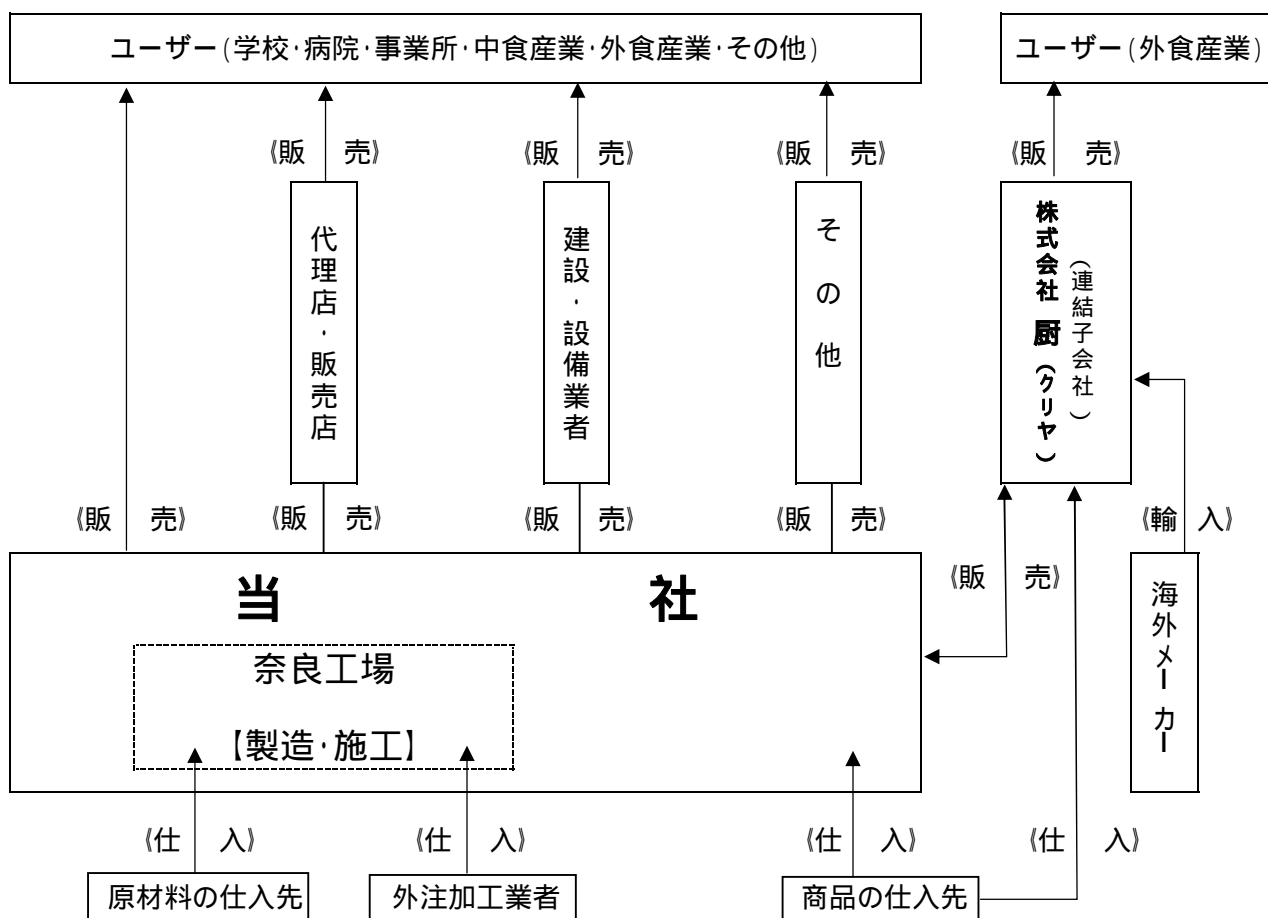 ユーザー(学校・病院・事業所・中食産業・外食産業・その他)
ユーザー(外食産業)
《販 売》
《販 売》
《販 売》
《販 売》
代理店・販売店
建設・設備業者
その他
株式会社 厨(クリヤ)
(連結子会社)
《販 売》
《販 売》
《販 売》
《販 売》
《輸 入》
当 社
《販 売》
海外メーカー
奈良工場
【製造・施工】
《仕 入》
《仕 入》
《仕 入》
《仕 入》
原材料の仕入先
外注加工業者
商品の仕入先